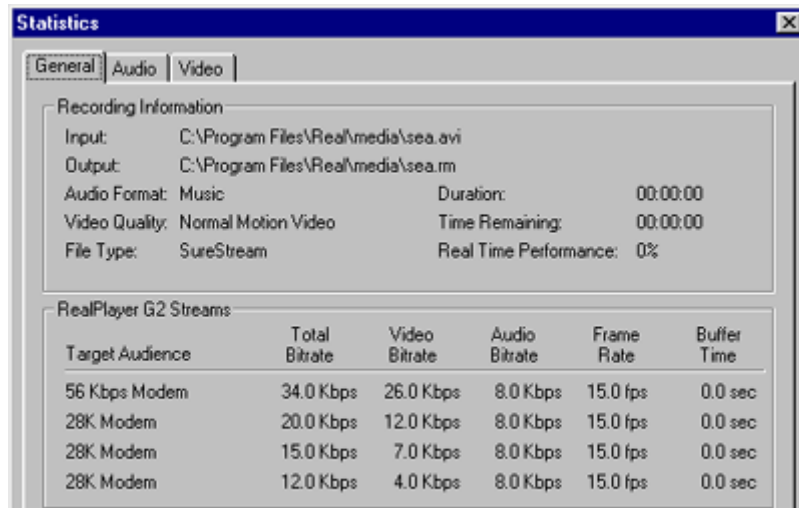 Statistics
General Audio Video
Recording Information
Input: C:\Program Files\Real\media\sea.avi
Output: C:\Program Files\Real\media\sea.rm
Audio Format: Music Duration: 00:00:00
Video Quality: Normal Motion Video Time Remaining: 00:00:00
File Type: SureStream Real Time Performance: 0%
RealPlayer G2 Streams
Target Audience Total Bitrate Video Bitrate Audio Bitrate Frame Rate Buffer Time
56 Kbps Modem 34.0 Kbps 26.0 Kbps 8.0 Kbps 15.0 fps 0.0 sec
28K Modem 20.0 Kbps 12.0 Kbps 8.0 Kbps 15.0 fps 0.0 sec
28K Modem 15.0 Kbps 7.0 Kbps 8.0 Kbps 15.0 fps 0.0 sec
28K Modem 12.0 Kbps 4.0 Kbps 8.0 Kbps 15.0 fps 0.0 sec